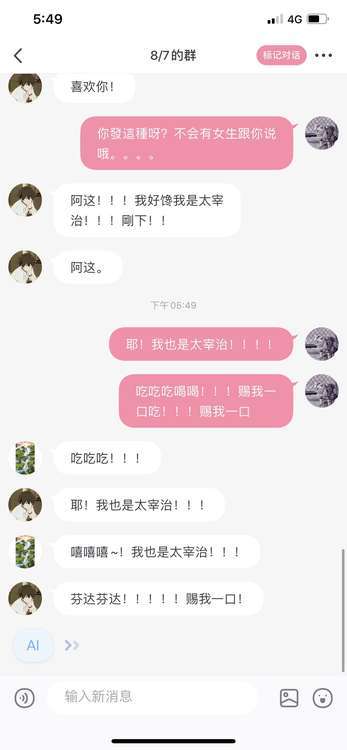 5:49
4G
8/7的群
标记对话
喜欢你！
你發這種呀？不会有女生跟你说
哦。。。。
阿这！！！我好馋我是太宰
治！！！剛下！！
阿这。
下午05:49
耶！我也是太宰治！！！！
吃吃吃喝喝！！！赐我一
口吃！！！赐我一口
吃吃吃！！！
耶！我也是太宰治！！！
嘻嘻嘻~！我也是太宰治！！！
芬达芬达！！！！！赐我一口！
AI
输入新消息